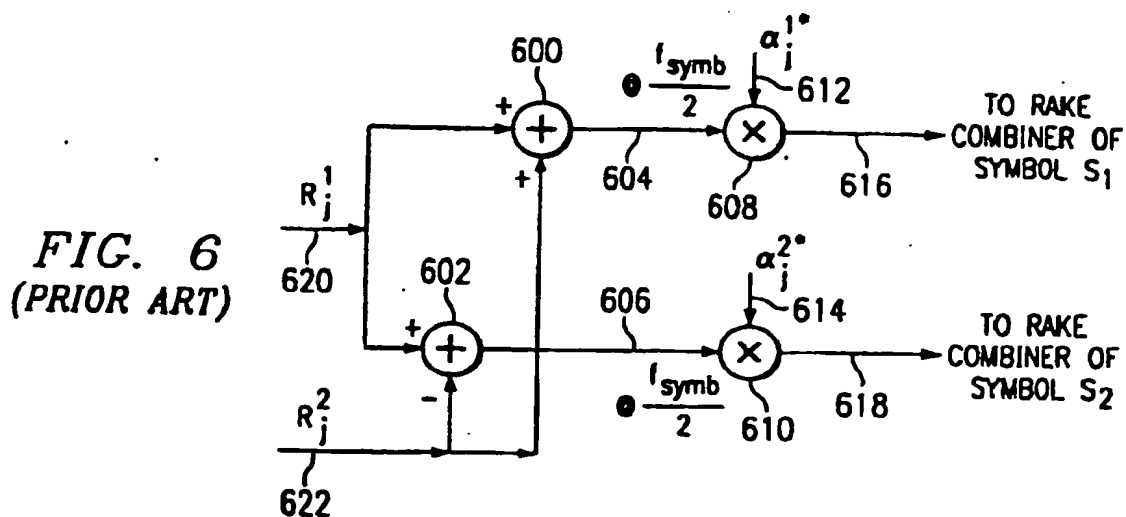 FIG. 6
(PRIOR ART)
R_j^1
620
R_j^2
622
600
+
+
+
602
+
+
-
604
606
@ f_symb/2
@ f_symb/2
α_j^1*
612
×
608
α_j^2*
614
×
610
616
618
TO RAKE
COMBINER OF
SYMBOL S_1
TO RAKE
COMBINER OF
SYMBOL S_2